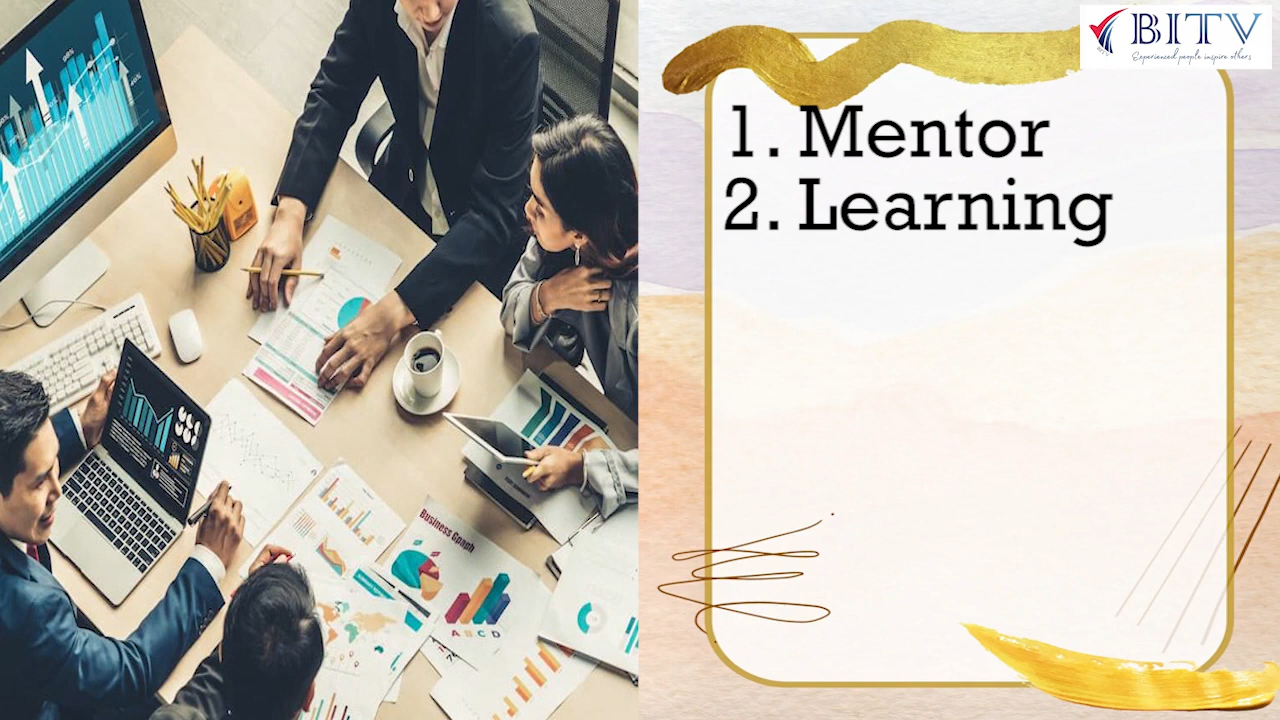 BITV
Experienced people inspire others
1. Mentor
2. Learning
Business Graph
A B C D